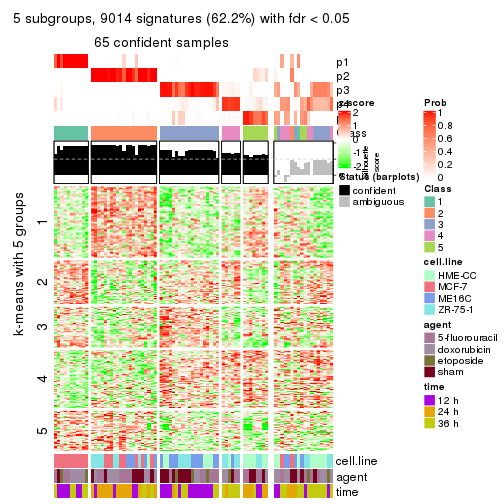 5 subgroups, 9014 signatures (62.2%) with fdr < 0.05
65 confident samples
p1
p2
p3
z-score
2
1
0
-2
Status (barplots)
confident
ambiguous
silhouette
score
Prob
1
0.8
0.6
0.4
0.2
0
Class
1
2
3
4
5
cell.line
HME-CC
MCF-7
ME16C
ZR-75-1
agent
5-fluorouracil
doxorubicin
etoposide
sham
time
12 h
24 h
36 h
k-means with 5 groups
1
2
3
4
5
cell.line
agent
time